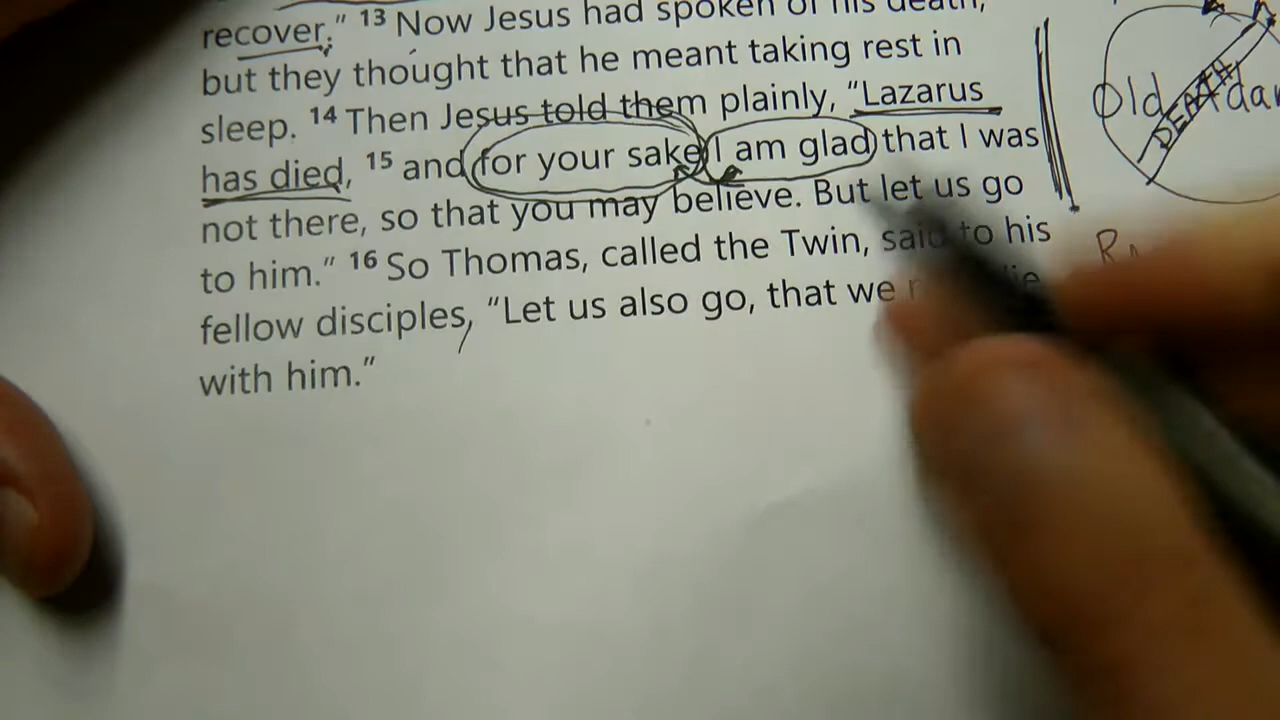 recover." 13 Now Jesus had spoken of his death,
but they thought that he meant taking rest in
sleep. 14 Then Jesus told them plainly, "Lazarus
has died, 15 and for your sake I am glad that I was
not there, so that you may believe. But let us go
to him." 16 So Thomas, called the Twin, said to his
fellow disciples, "Let us also go, that we
with him."
Old
DEATH